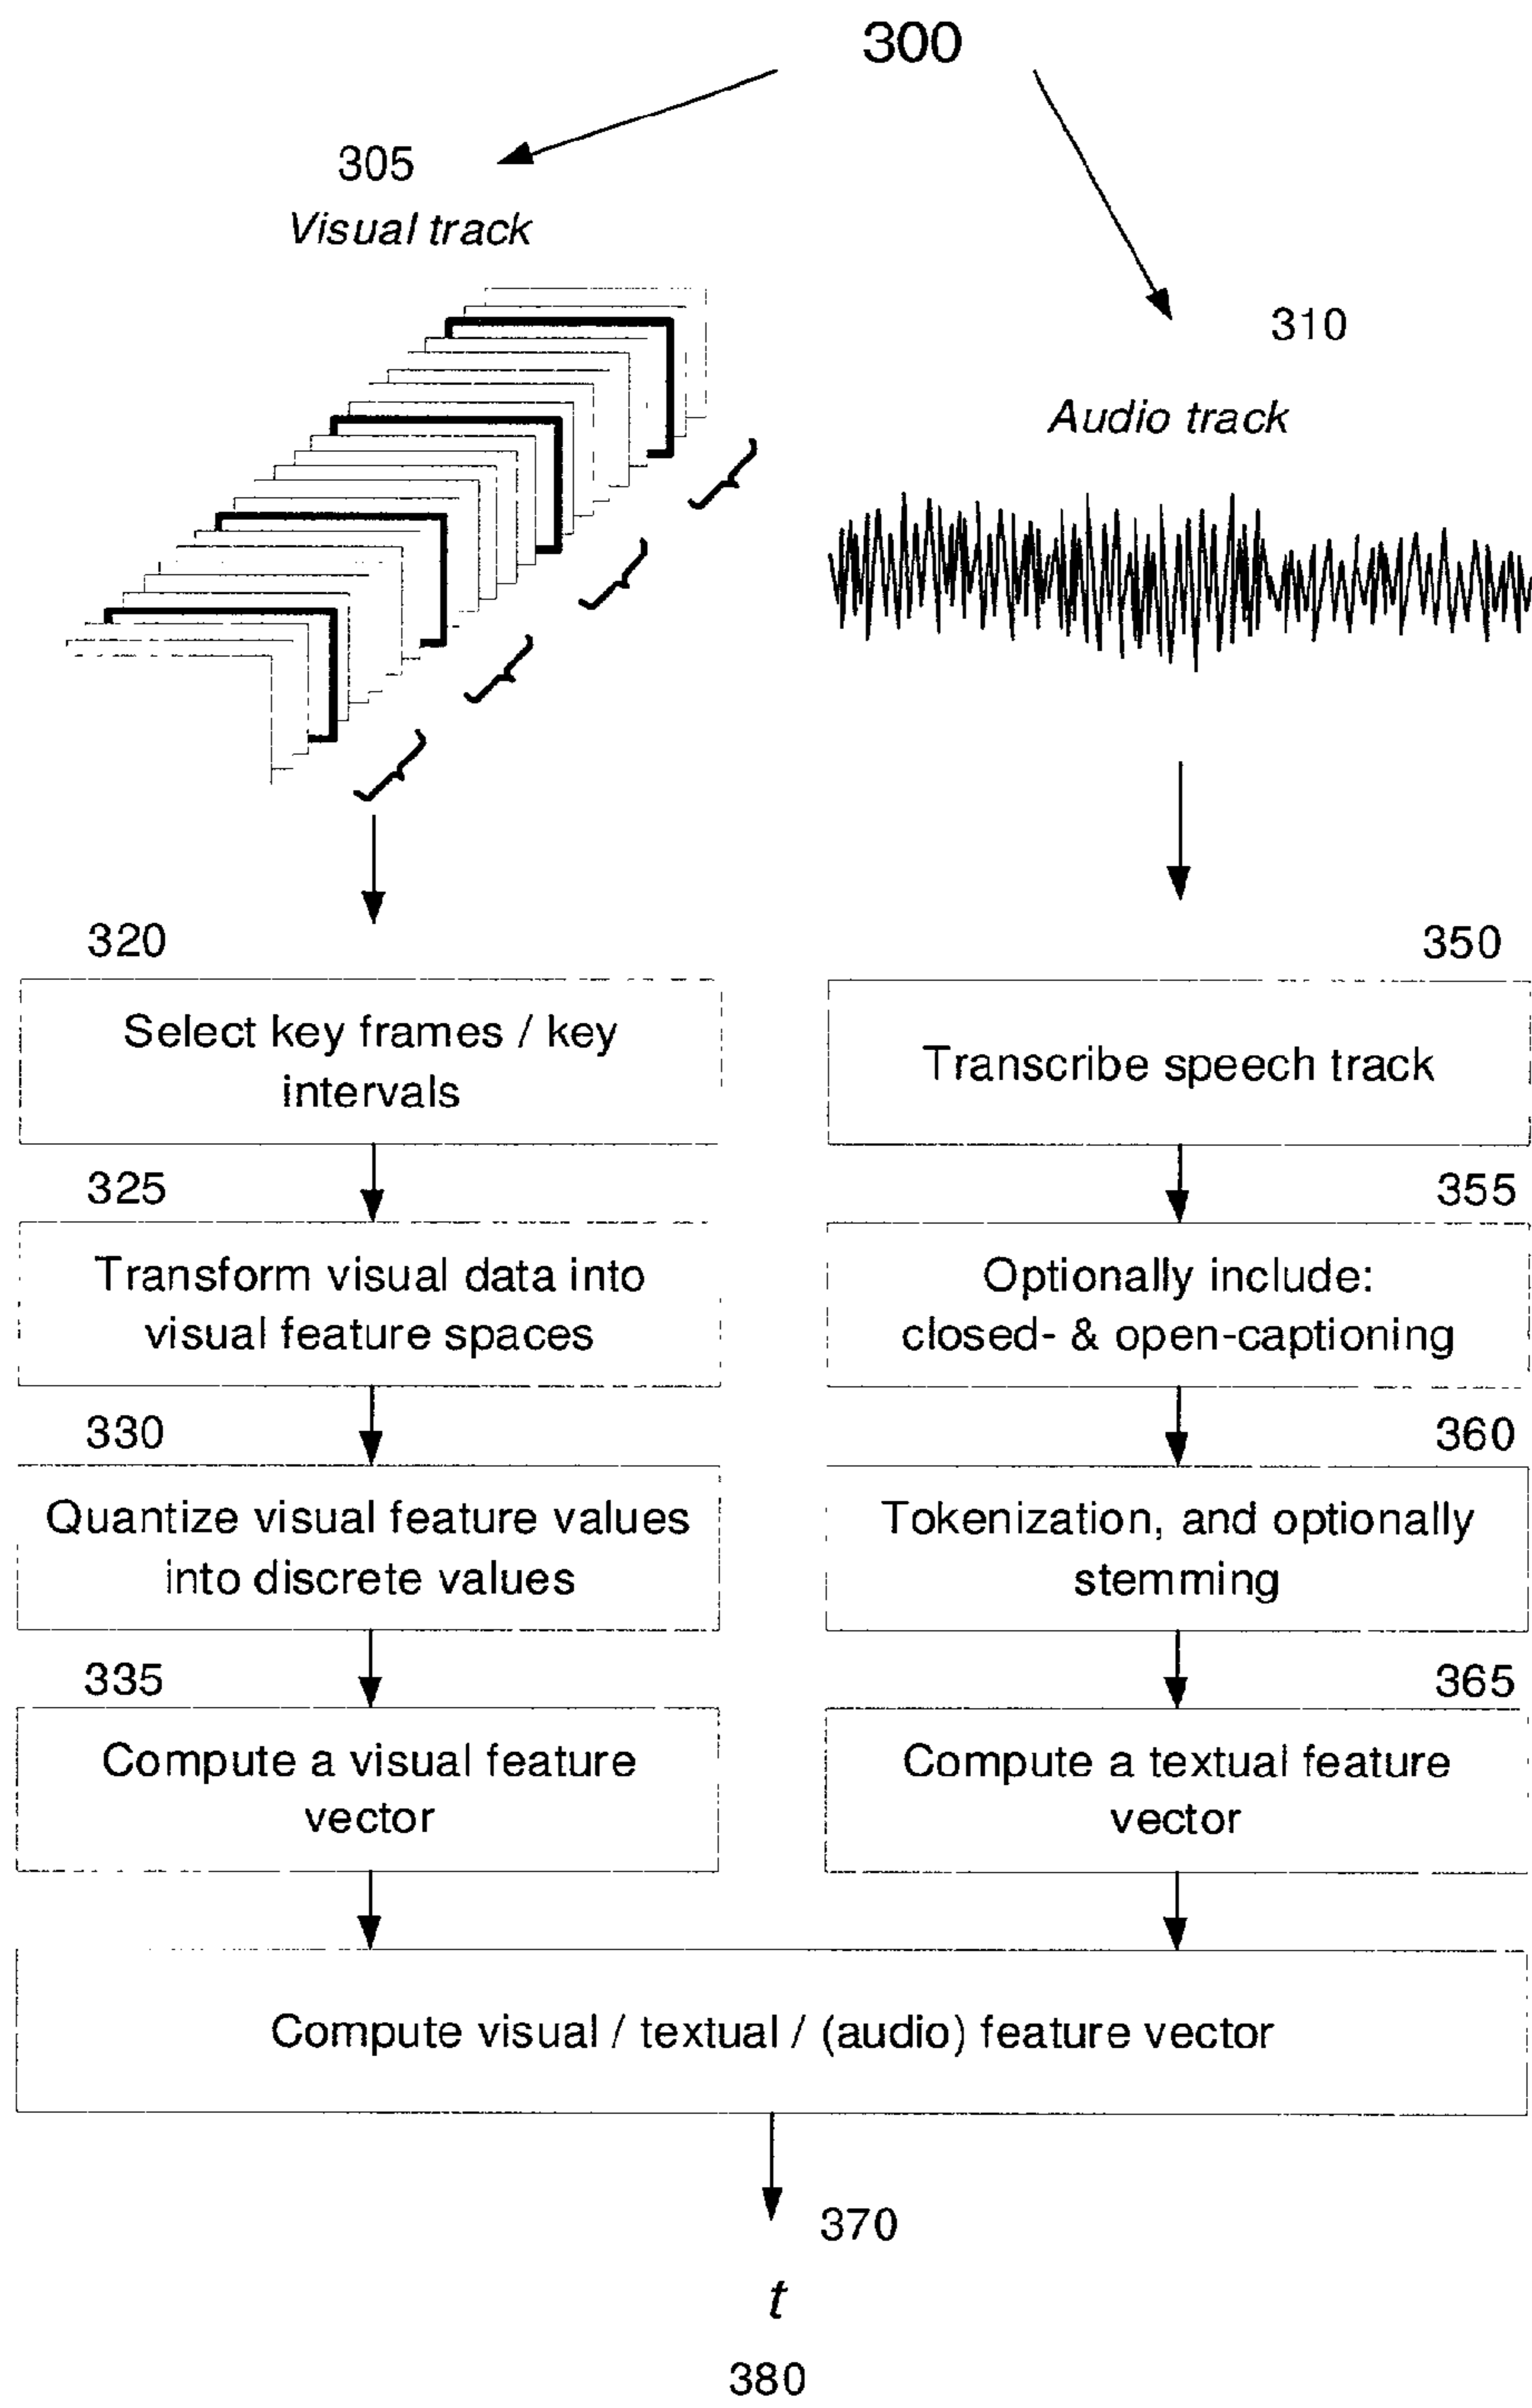 300
305
Visual track
310
Audio track
320
Select key frames / key
intervals
325
Transform visual data into
visual feature spaces
330
Quantize visual feature values
into discrete values
335
Compute a visual feature
vector
350
Transcribe speech track
355
Optionally include:
closed- & open-captioning
360
Tokenization, and optionally
stemming
365
Compute a textual feature
vector
Compute visual / textual / (audio) feature vector
370
t
380